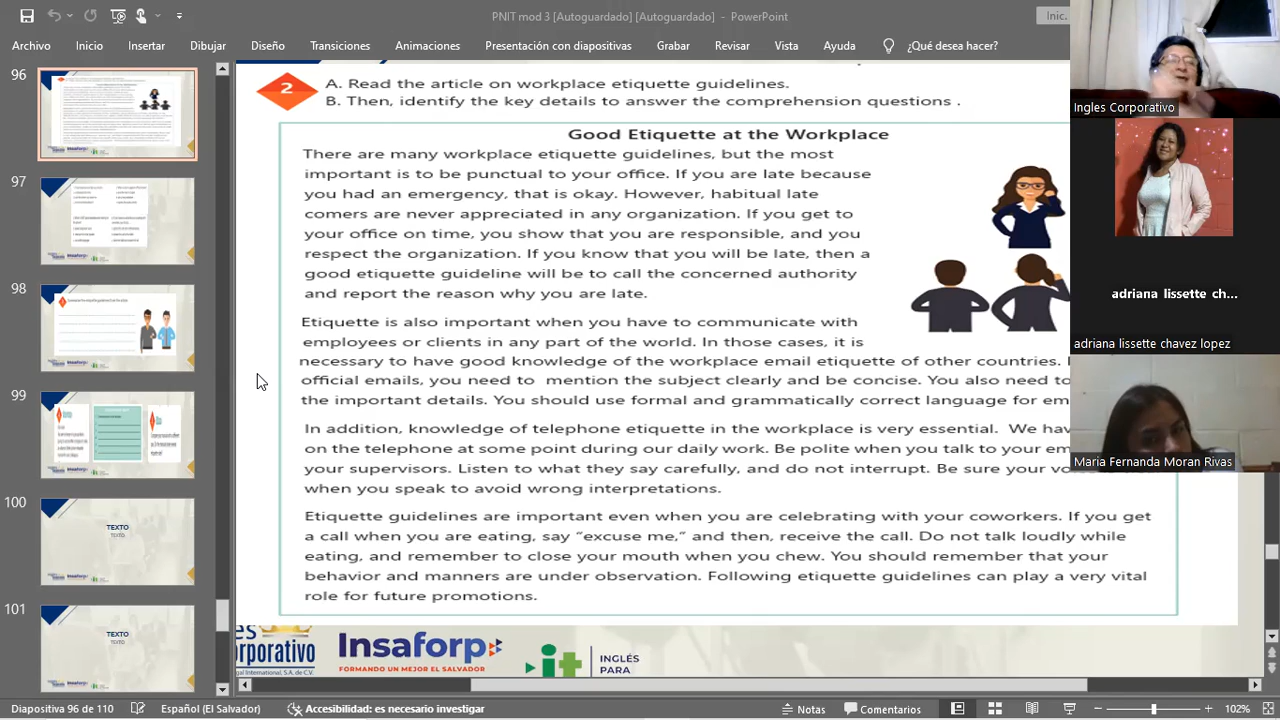 PNIT mod 3 [Autoguardado] [Autoguardado] - PowerPoint
Inic.
Archivo Inicio Insertar Dibujar Diseño Transiciones Animaciones Presentación con diapositivas Grabar Revisar Vista Ayuda ¿Qué desea hacer?
96
97
98
99
100
TEXTO
TEXTO
101
TEXTO
TEXTO
2
A. Read the article of workplace etiquette guidelines.
B. Then, identify the key details to answer the comprehension questions .
Good Etiquette at the Workplace
There are many workplace etiquette guidelines, but the most
important is to be punctual to your office. If you are late because
you had an emergency, that is okay. However, habitual late
comers are not appreciated in any organization. If you get to
your office on time, you show that you are responsible, and you
respect the organization. If you know that you will be late, then a
good etiquette guideline will be to call the concerned authority
and report the reason why you are late.
Etiquette is also important when you have to communicate with
employees or clients in any part of the world. In those cases, it is
necessary to have good knowledge of the workplace email etiquette of other countries.
official emails, you need to mention the subject clearly and be concise. You also need to
the important details. You should use formal and grammatically correct language for em
In addition, knowledge of telephone etiquette in the workplace is very essential. We hav
on the telephone at some point during our daily work. Be polite when you talk to your em
your supervisors. Listen to what they say carefully, and do not interrupt. Be sure your vo
when you speak to avoid wrong interpretations.
Etiquette guidelines are important even when you are celebrating with your coworkers. If you get
a call when you are eating, say “excuse me,” and then, receive the call. Do not talk loudly while
eating, and remember to close your mouth when you chew. You should remember that your
behavior and manners are under observation. Following etiquette guidelines can play a very vital
role for future promotions.
es
orporativo
gal International, S.A. de C.V.
Insaforp
FORMANDO UN MEJOR EL SALVADOR
it
INGLÉS
PARA
Ingles Corporativo
adriana lissette ch...
adriana lissette chavez lopez
María Fernanda Moran Rivas
Diapositiva 96 de 110 Español (El Salvador) Accesibilidad: es necesario investigar Notas Comentarios 102%